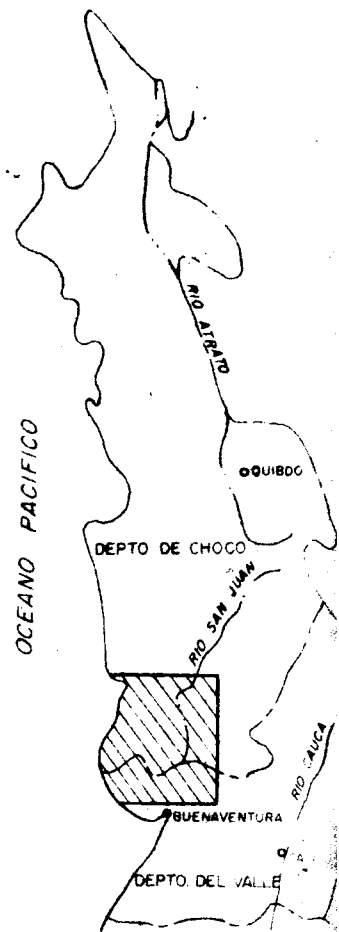 RIO ATRATO
QUIBDO
OCEANO PACIFICO
DEPTO DE CHOCO
RIO SAN JUAN
RIO CAUCA
BUENAVENTURA
DEPTO. DEL VALLE